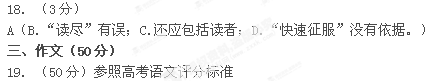 18. （3分）
A（B.“读尽”有误；C.还应包括读者；D.“快速征服”没有依据。）
三、作文（50分）
19. （50分）参照高考语文评分标准